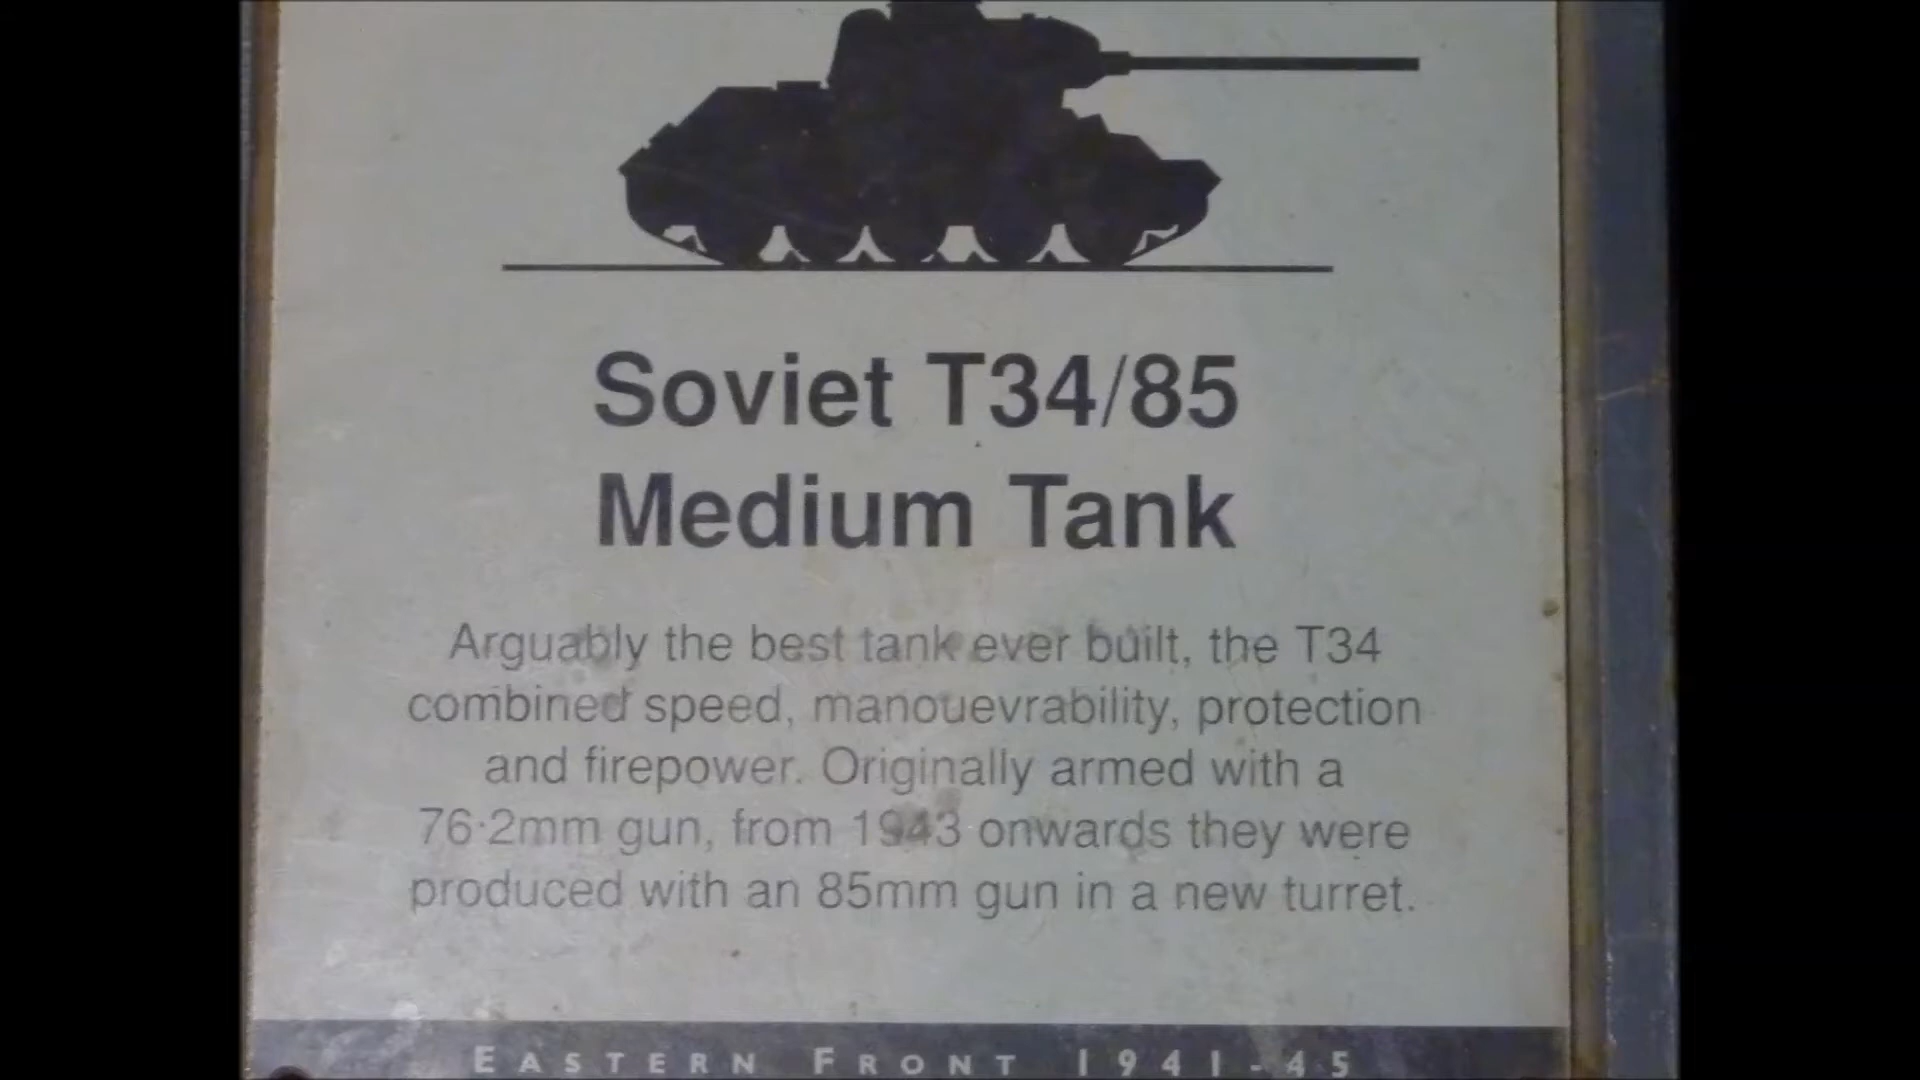 Soviet T34/85
Medium Tank
Arguably the best tank ever built, the T34
combined speed, manouevrability, protection
and firepower. Originally armed with a
76·2mm gun, from 1943 onwards they were
produced with an 85mm gun in a new turret.
EASTERN FRONT 1941-45